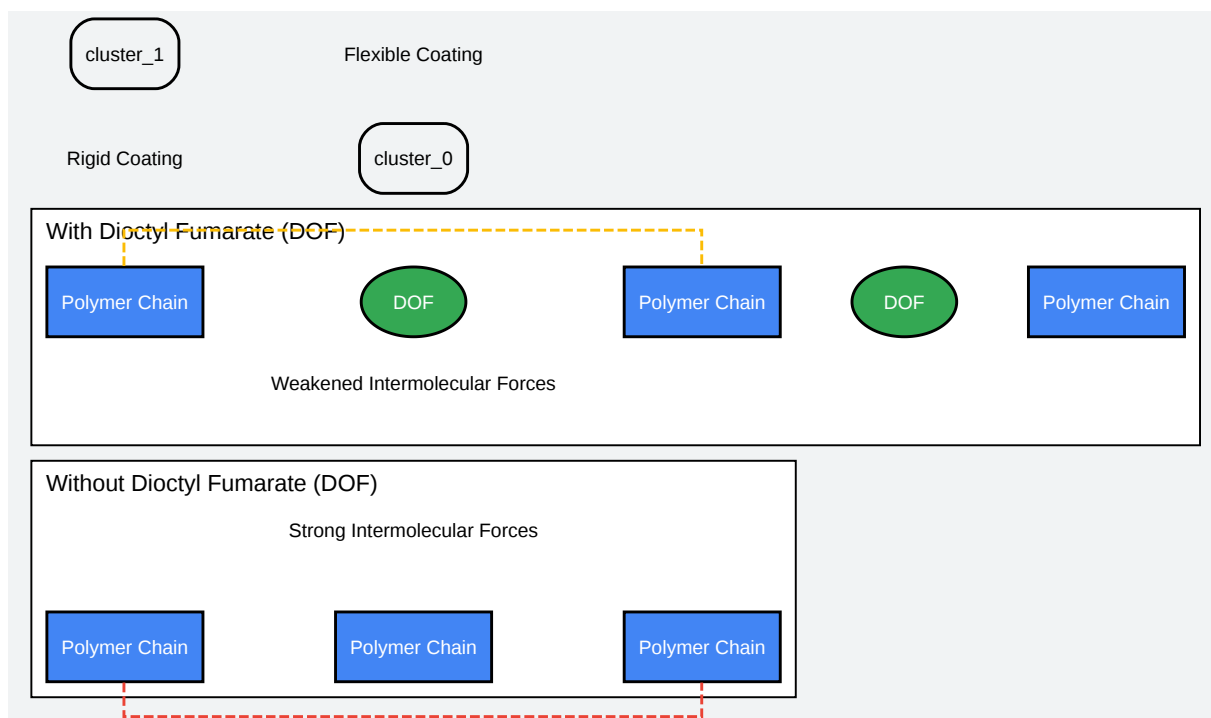 cluster_1
Flexible Coating
Rigid Coating
cluster_0
With Dioctyl Fumarate (DOF)
Polymer Chain
DOF
Polymer Chain
DOF
Polymer Chain
Weakened Intermolecular Forces
Without Dioctyl Fumarate (DOF)
Strong Intermolecular Forces
Polymer Chain
Polymer Chain
Polymer Chain